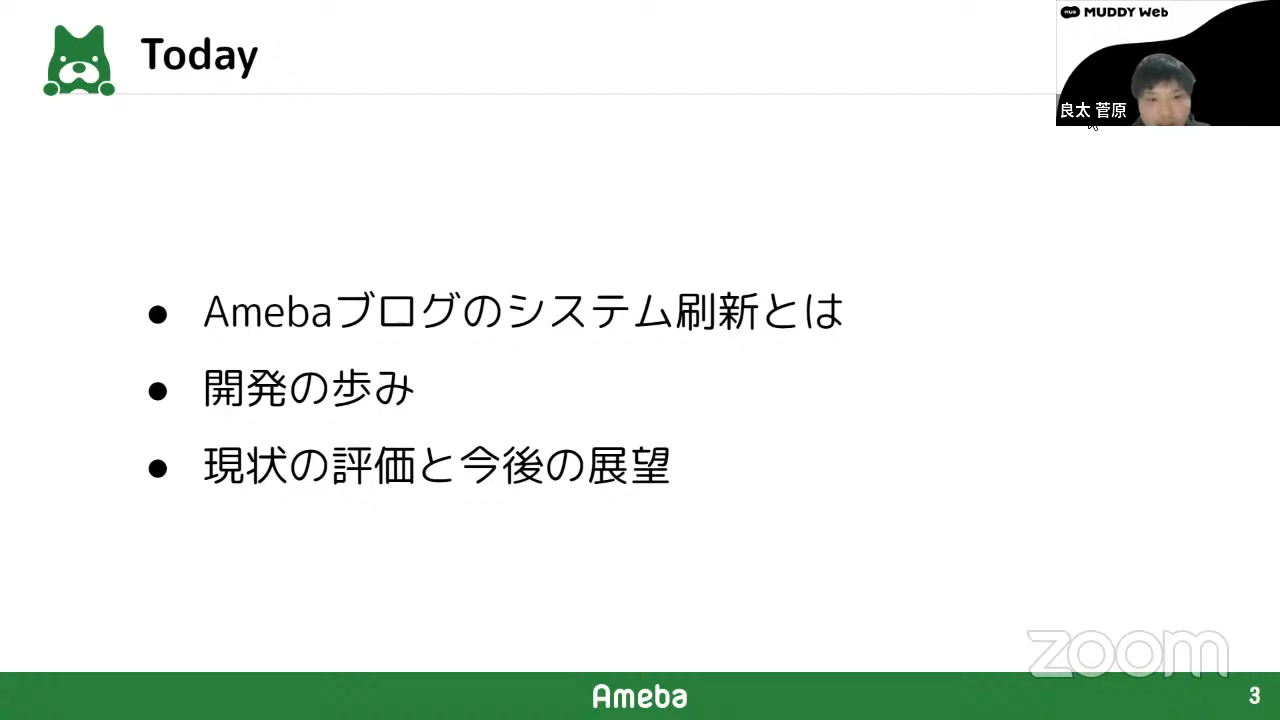 Today
MUDDY Web
良太 菅原
● Amebaブログのシステム刷新とは
● 開発の歩み
● 現状の評価と今後の展望
zoom
Ameba
3